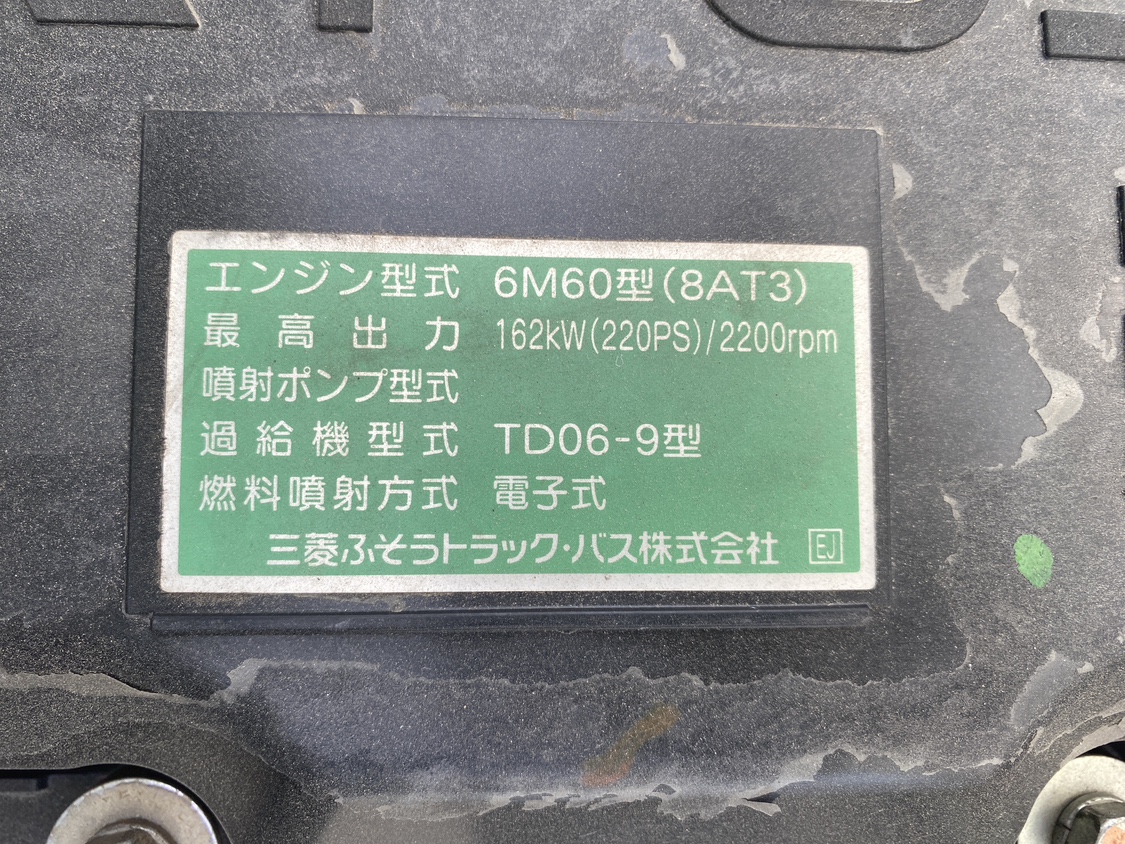 エンジン型式 6M60型(8AT3)
最高出力 162kW(220PS)/2200rpm
噴射ポンプ型式
過給機型式 TD06-9型
燃料噴射方式 電子式
三菱ふそうトラック・バス株式会社 EJ